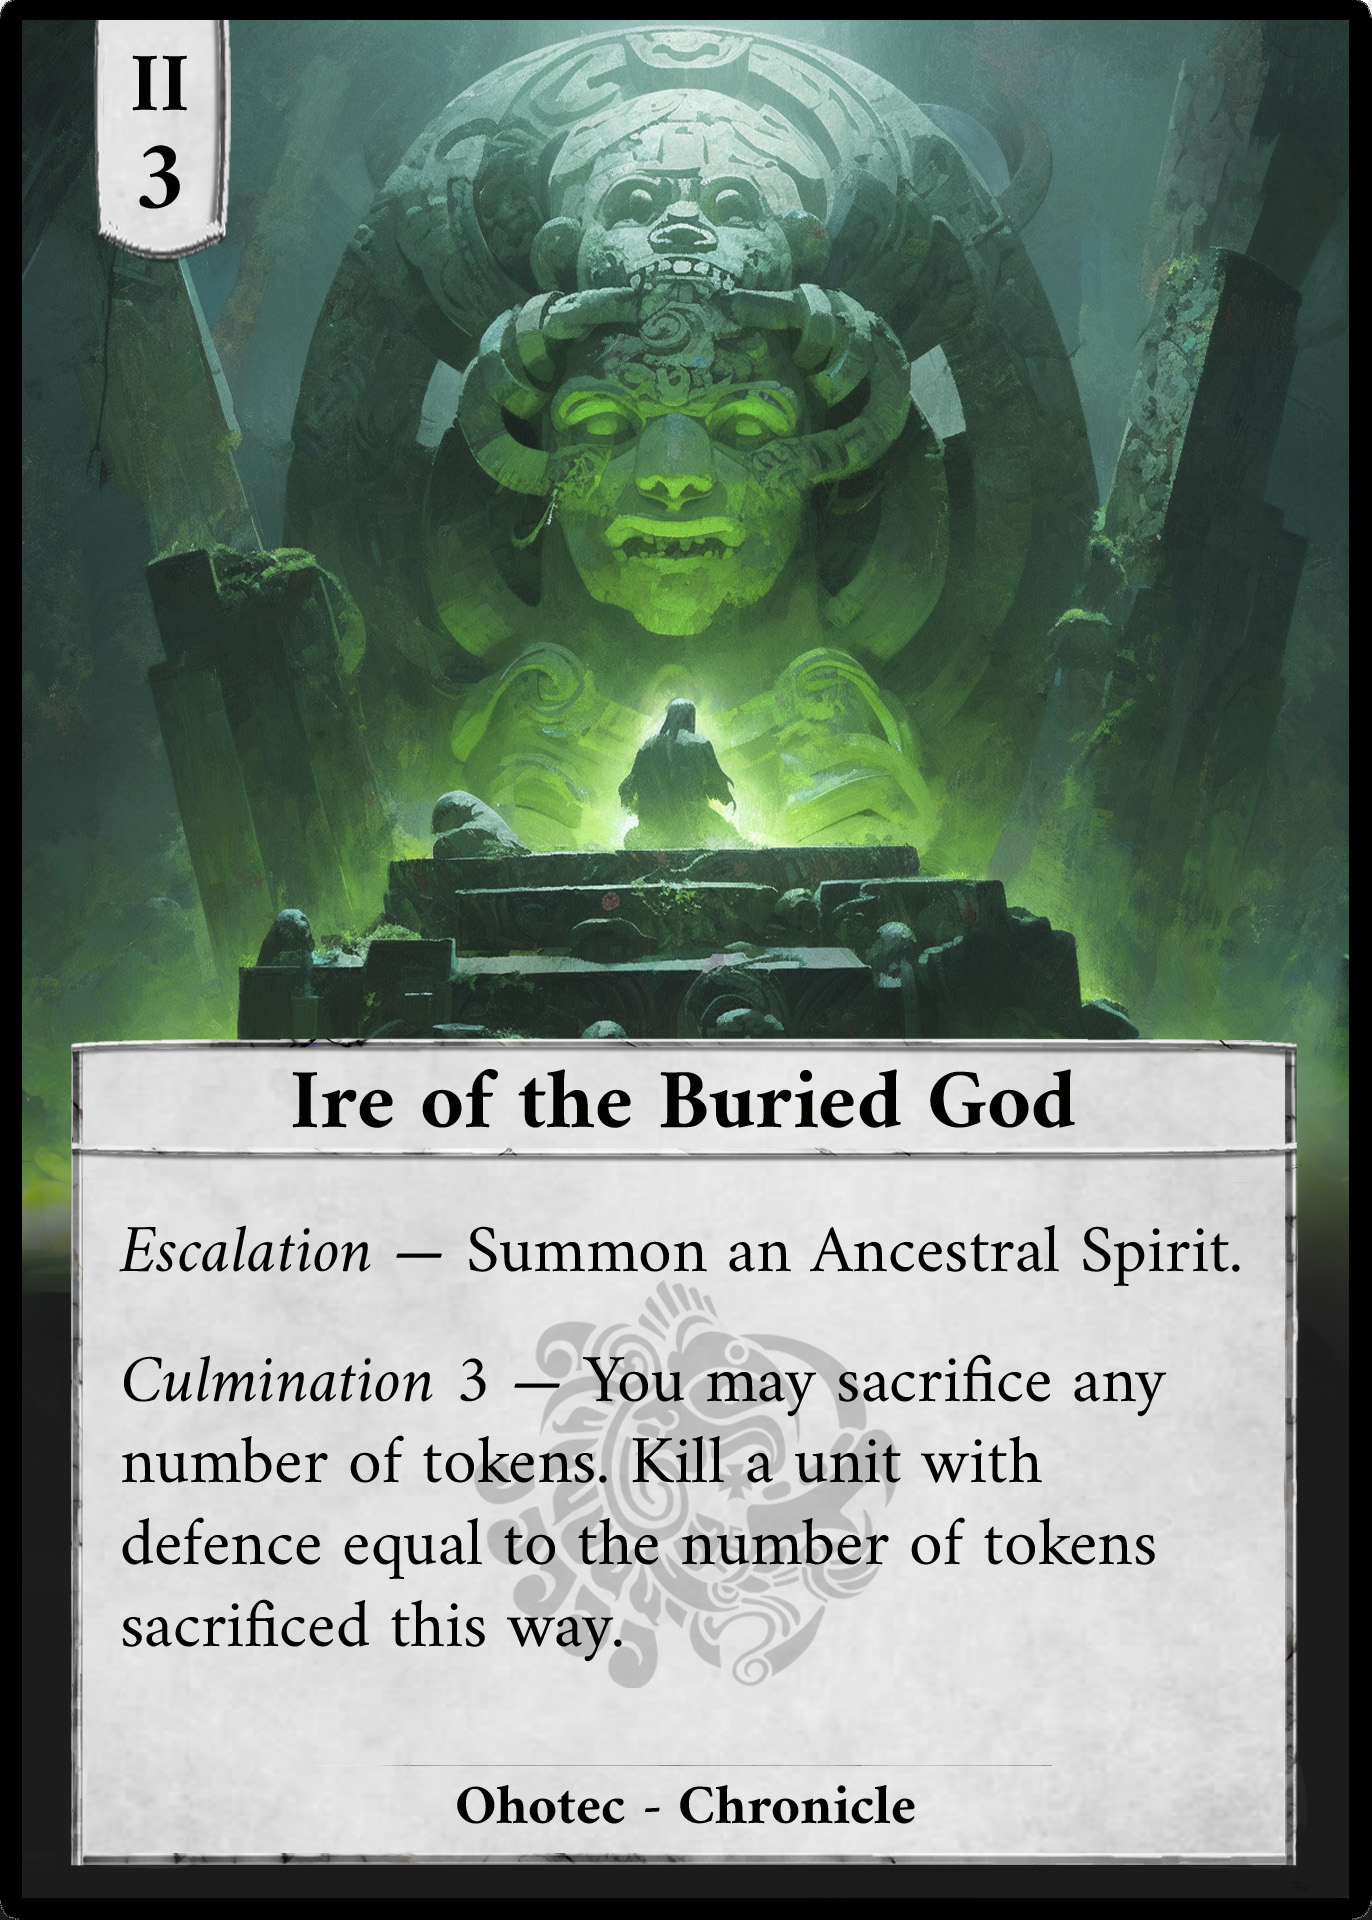 II
3
Ire of the Buried God
Escalation — Summon an Ancestral Spirit.
Culmination 3 — You may sacrifice any
number of tokens. Kill a unit with
defence equal to the number of tokens
sacrificed this way.
Ohotec - Chronicle